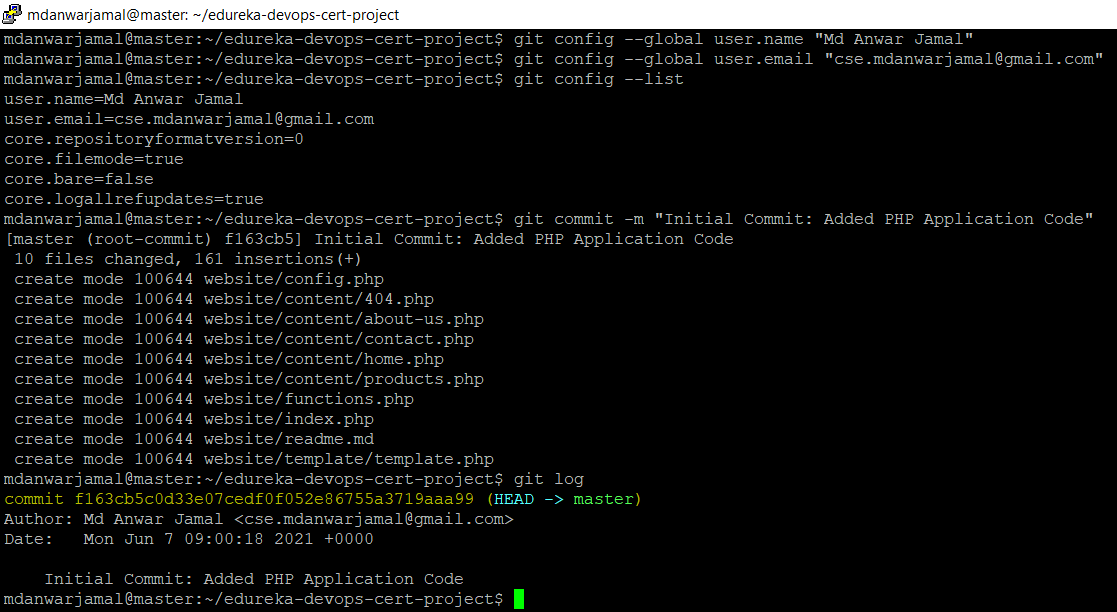 mdanwarjamal@master: ~/edureka-devops-cert-project
mdanwarjamal@master:~/edureka-devops-cert-project$ git config --global user.name "Md Anwar Jamal"
mdanwarjamal@master:~/edureka-devops-cert-project$ git config --global user.email "cse.mdanwarjamal@gmail.com"
mdanwarjamal@master:~/edureka-devops-cert-project$ git config --list
user.name=Md Anwar Jamal
user.email=cse.mdanwarjamal@gmail.com
core.repositoryformatversion=0
core.filemode=true
core.bare=false
core.logallrefupdates=true
mdanwarjamal@master:~/edureka-devops-cert-project$ git commit -m "Initial Commit: Added PHP Application Code"
[master (root-commit) f163cb5] Initial Commit: Added PHP Application Code
 10 files changed, 161 insertions(+)
 create mode 100644 website/config.php
 create mode 100644 website/content/404.php
 create mode 100644 website/content/about-us.php
 create mode 100644 website/content/contact.php
 create mode 100644 website/content/home.php
 create mode 100644 website/content/products.php
 create mode 100644 website/functions.php
 create mode 100644 website/index.php
 create mode 100644 website/readme.md
 create mode 100644 website/template/template.php
mdanwarjamal@master:~/edureka-devops-cert-project$ git log
commit f163cb5c0d33e07cedf0f052e86755a3719aaa99 (HEAD -> master)
Author: Md Anwar Jamal <cse.mdanwarjamal@gmail.com>
Date:   Mon Jun 7 09:00:18 2021 +0000
    Initial Commit: Added PHP Application Code
mdanwarjamal@master:~/edureka-devops-cert-project$